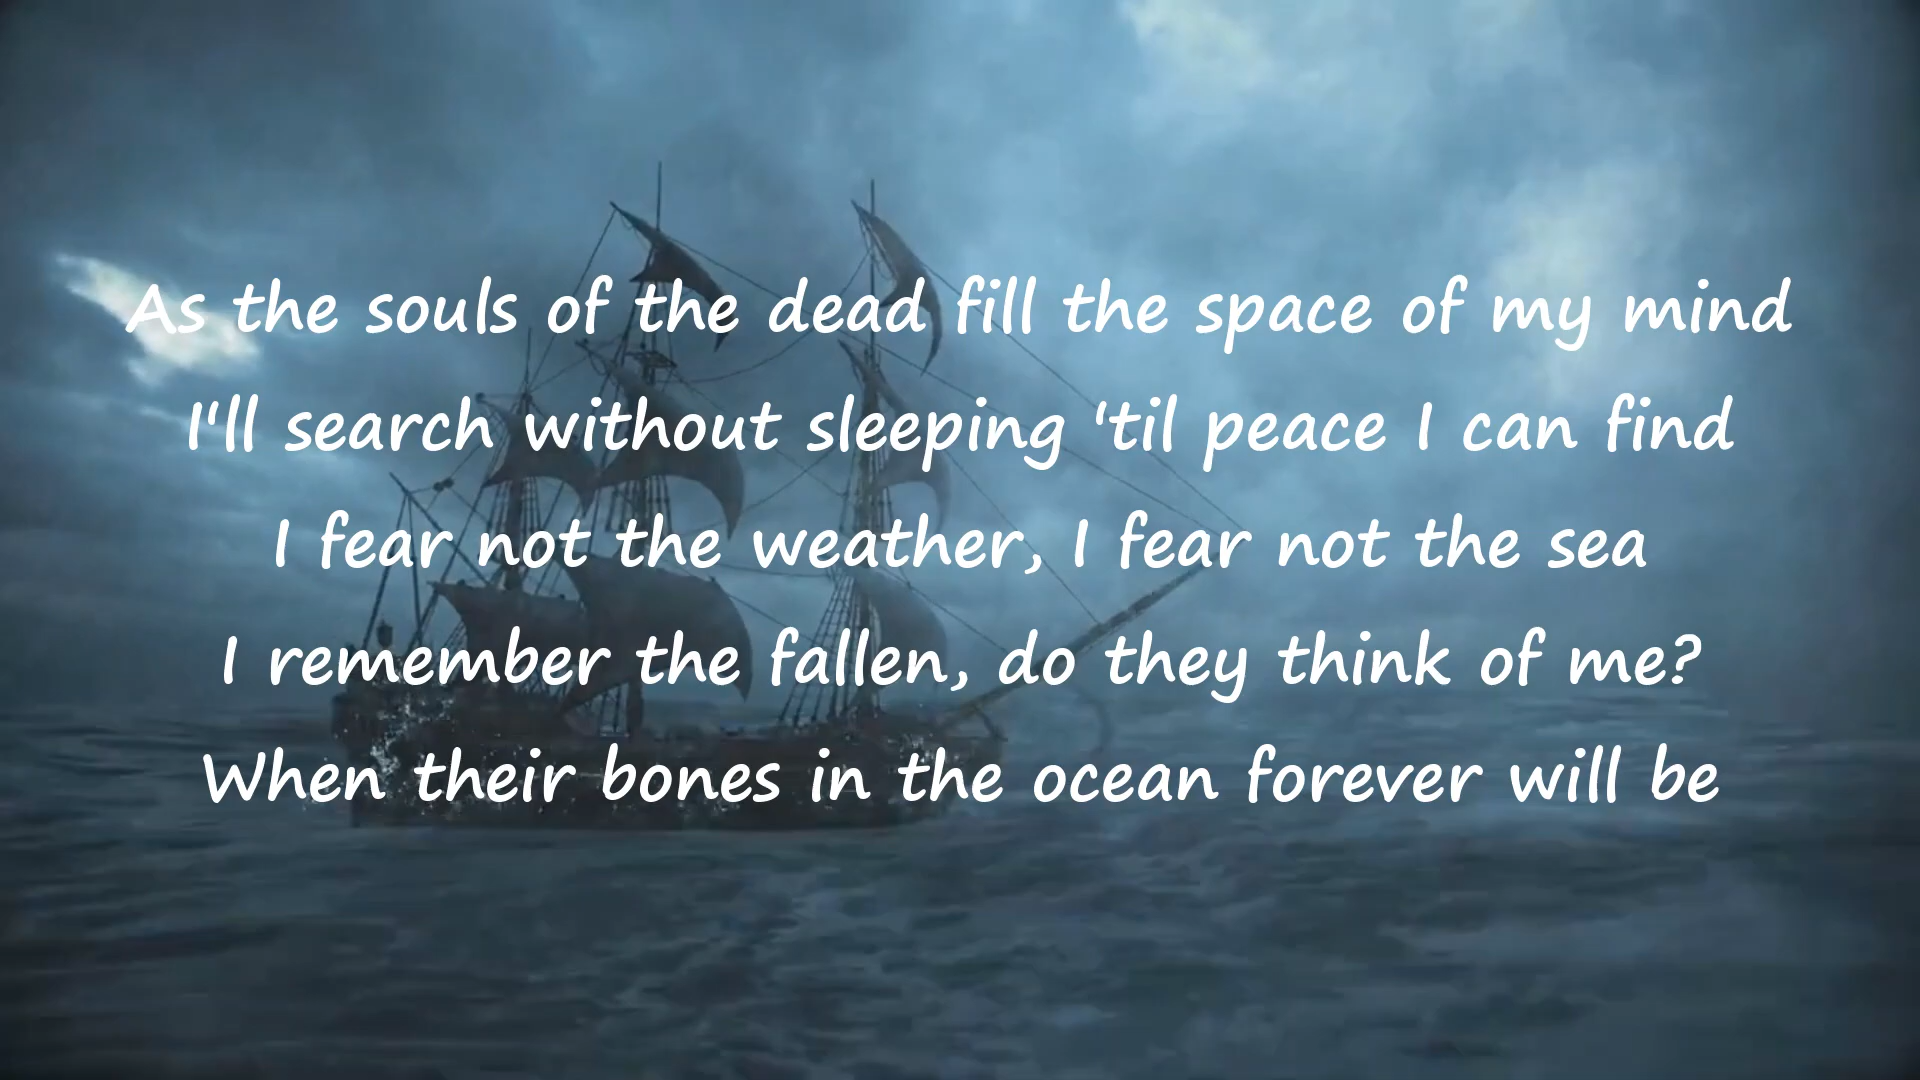 As the souls of the dead fill the space of my mind
I'll search without sleeping 'til peace I can find
I fear not the weather, I fear not the sea
I remember the fallen, do they think of me?
When their bones in the ocean forever will be